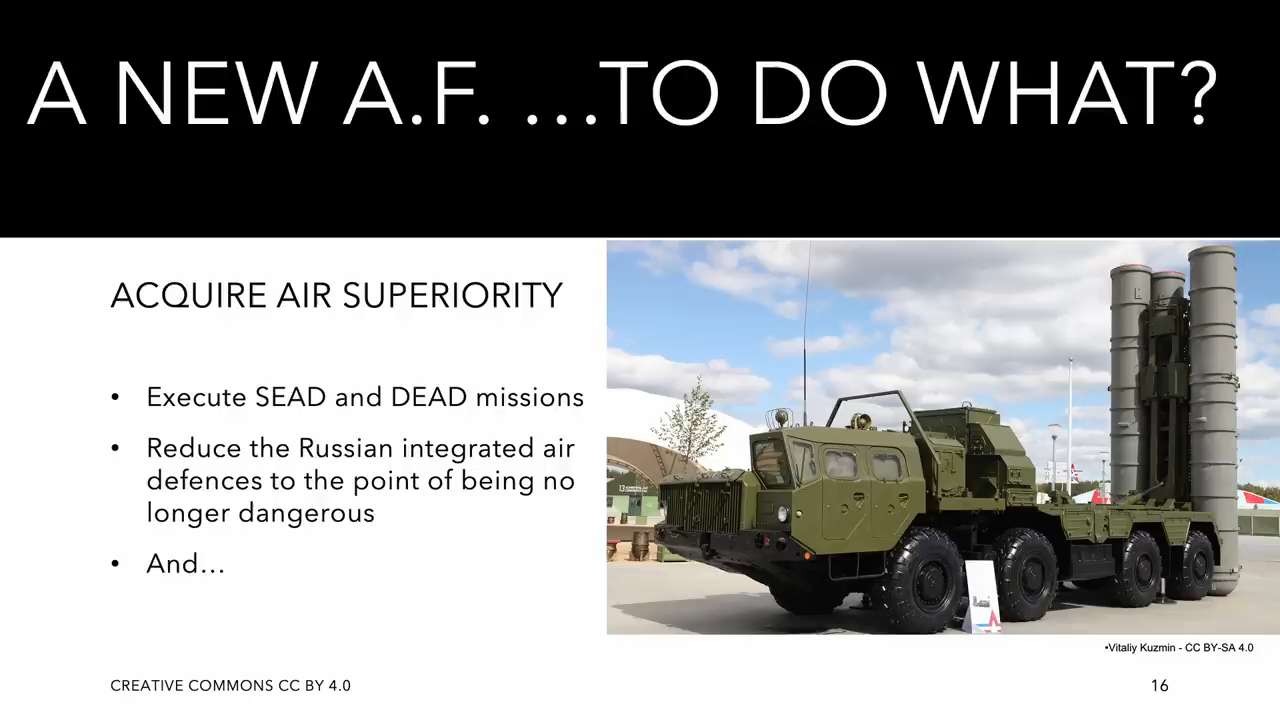 A NEW A.F. ...TO DO WHAT?
ACQUIRE AIR SUPERIORITY
• Execute SEAD and DEAD missions
• Reduce the Russian integrated air
defences to the point of being no
longer dangerous
• And...
•Vitaliy Kuzmin - CC BY-SA 4.0
CREATIVE COMMONS CC BY 4.0
16